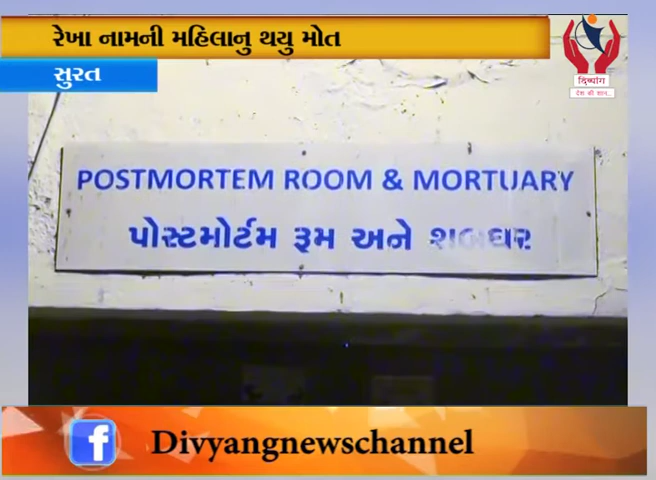 રેખા નામની મહિલાનુ થયુ મોત
સુરત
दिव्यांग
देश की शान..
POSTMORTEM ROOM & MORTUARY
પોસ્ટમોર્ટમ રૂમ અને શબઘર
Divyangnewschannel